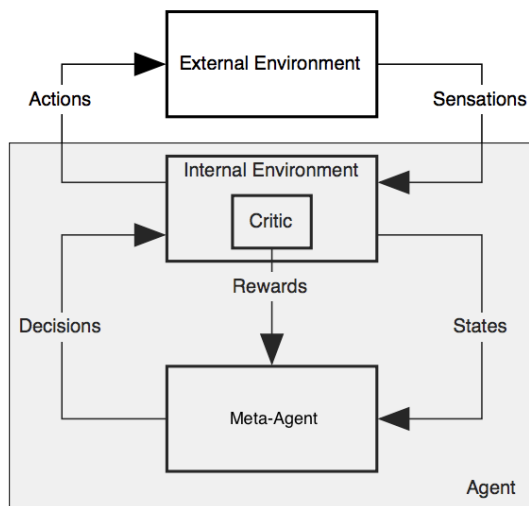 External Environment
Actions
Sensations
Internal Environment
Critic
Rewards
Decisions
States
Meta-Agent
Agent